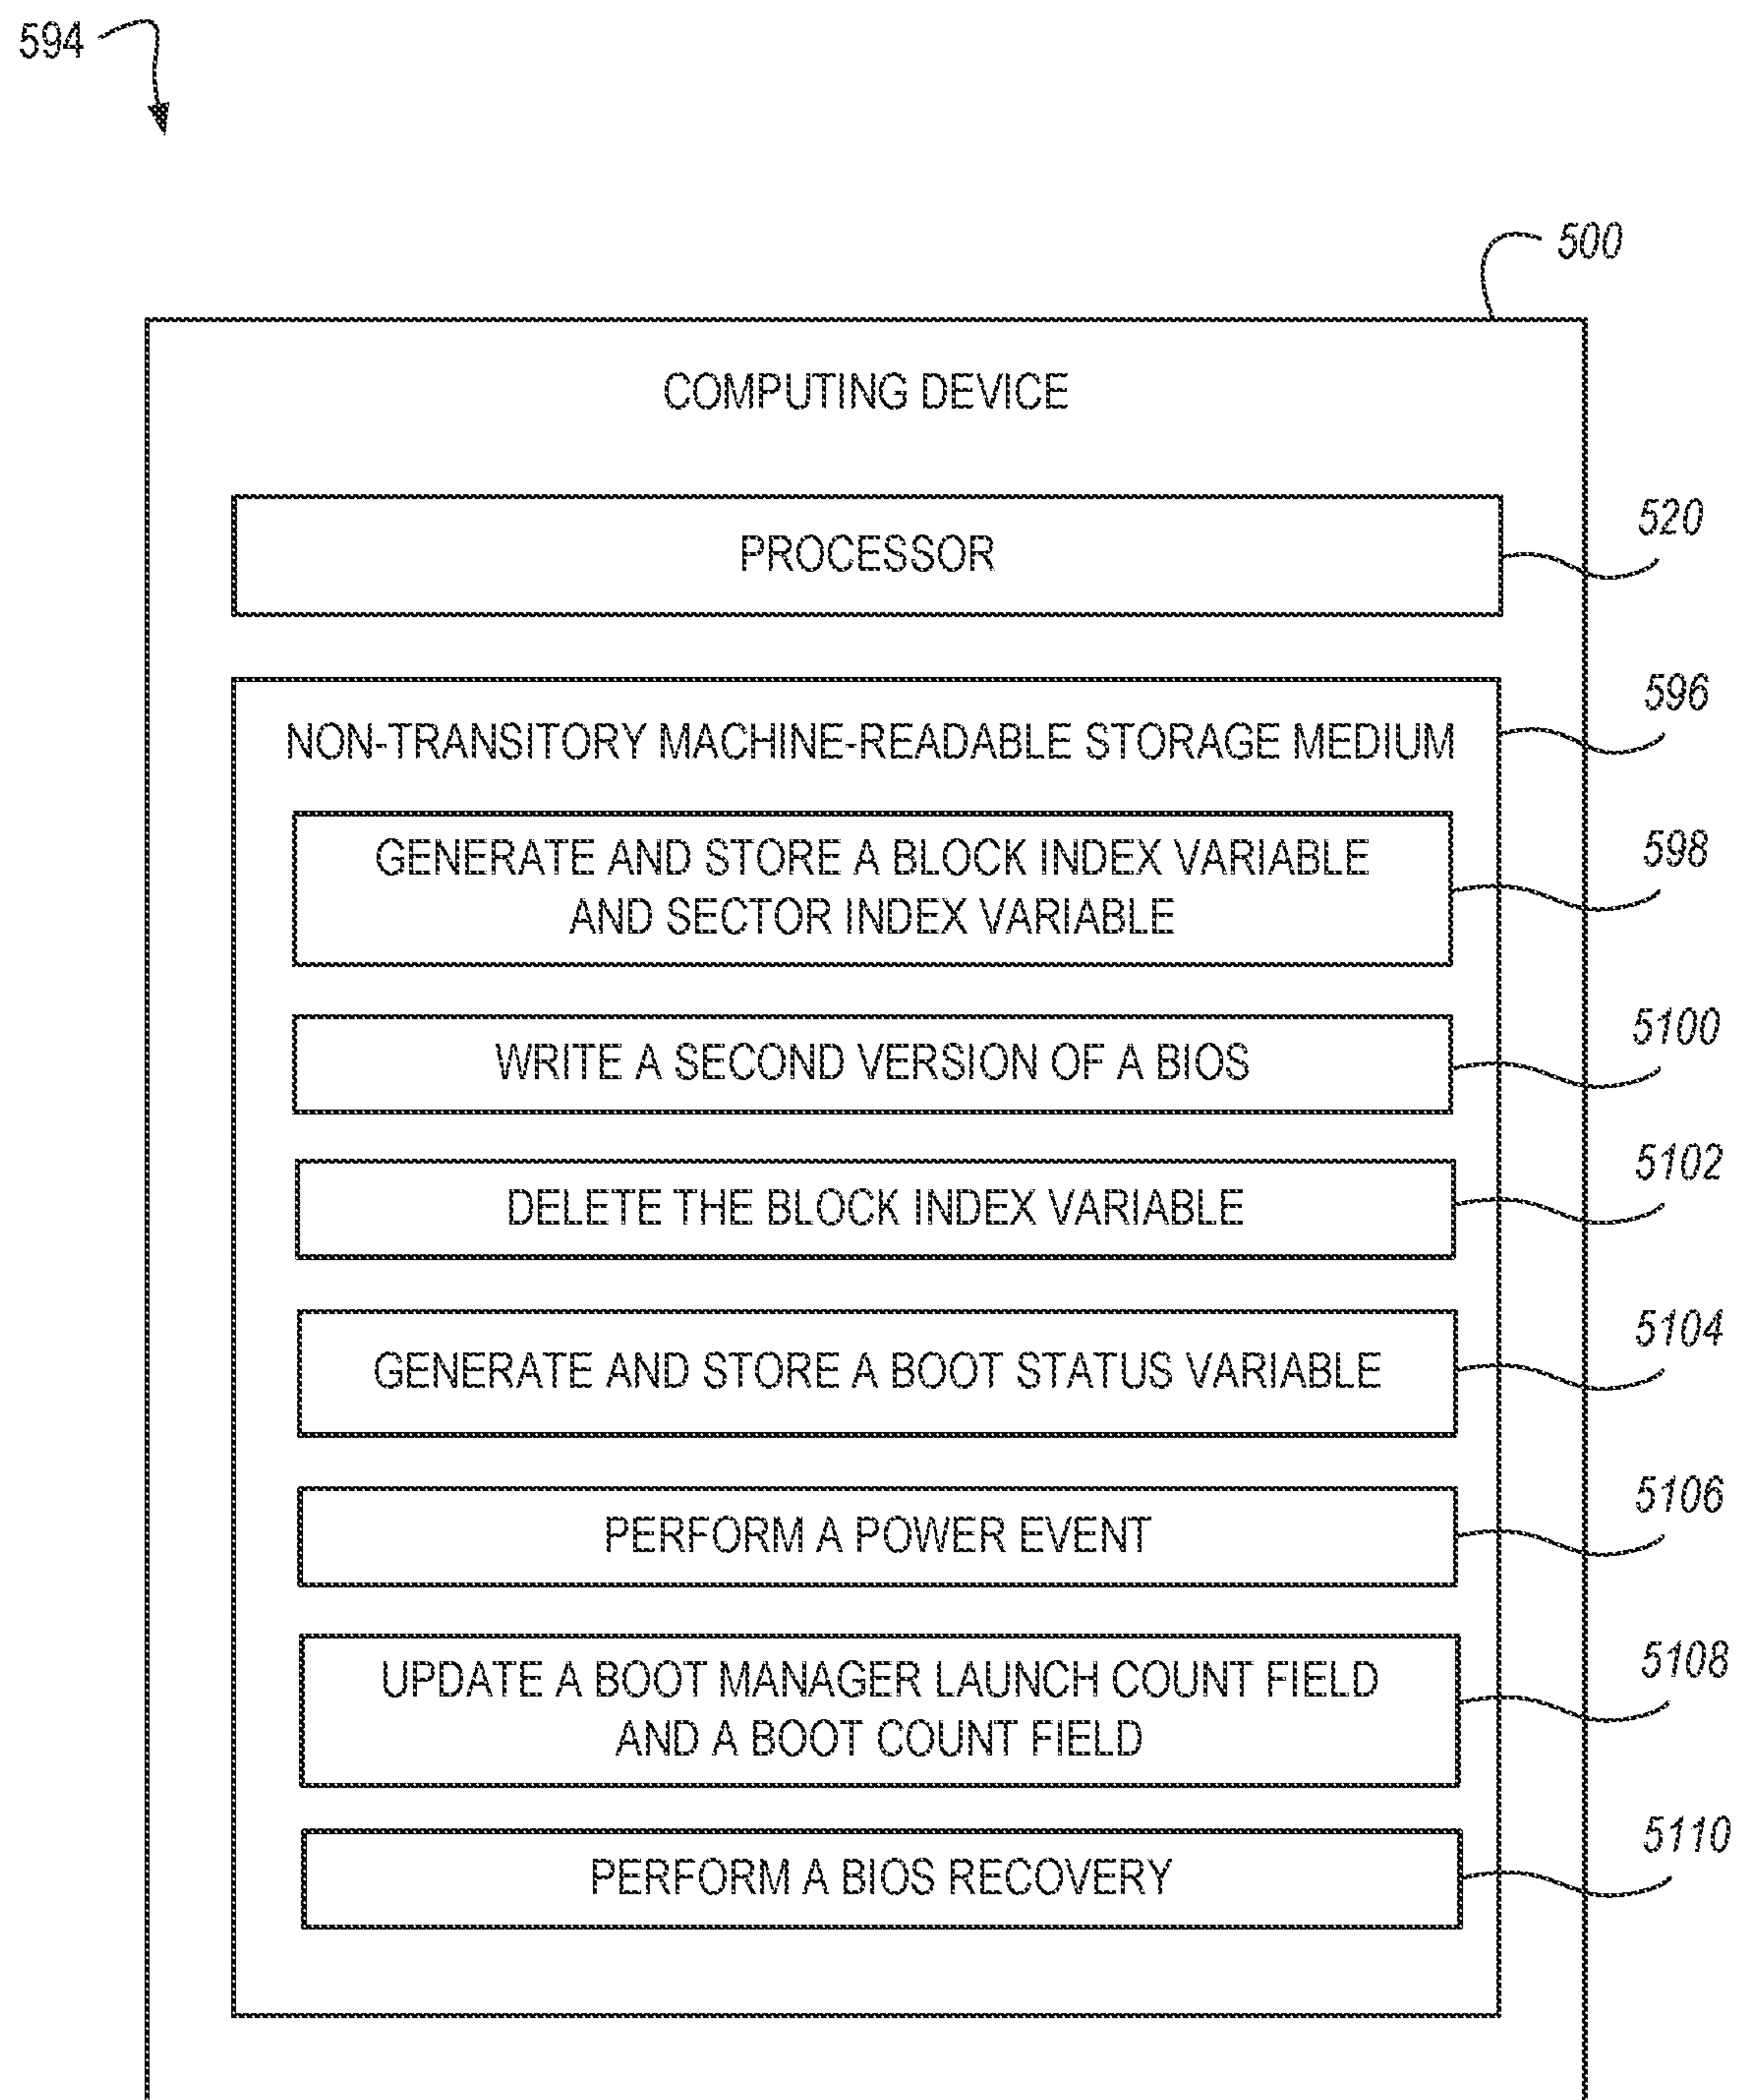 594
500
COMPUTING DEVICE
520
PROCESSOR
596
NON-TRANSITORY MACHINE-READABLE STORAGE MEDIUM
598
GENERATE AND STORE A BLOCK INDEX VARIABLE
AND SECTOR INDEX VARIABLE
5100
WRITE A SECOND VERSION OF A BIOS
5102
DELETE THE BLOCK INDEX VARIABLE
5104
GENERATE AND STORE A BOOT STATUS VARIABLE
5106
PERFORM A POWER EVENT
5108
UPDATE A BOOT MANAGER LAUNCH COUNT FIELD
AND A BOOT COUNT FIELD
5110
PERFORM A BIOS RECOVERY